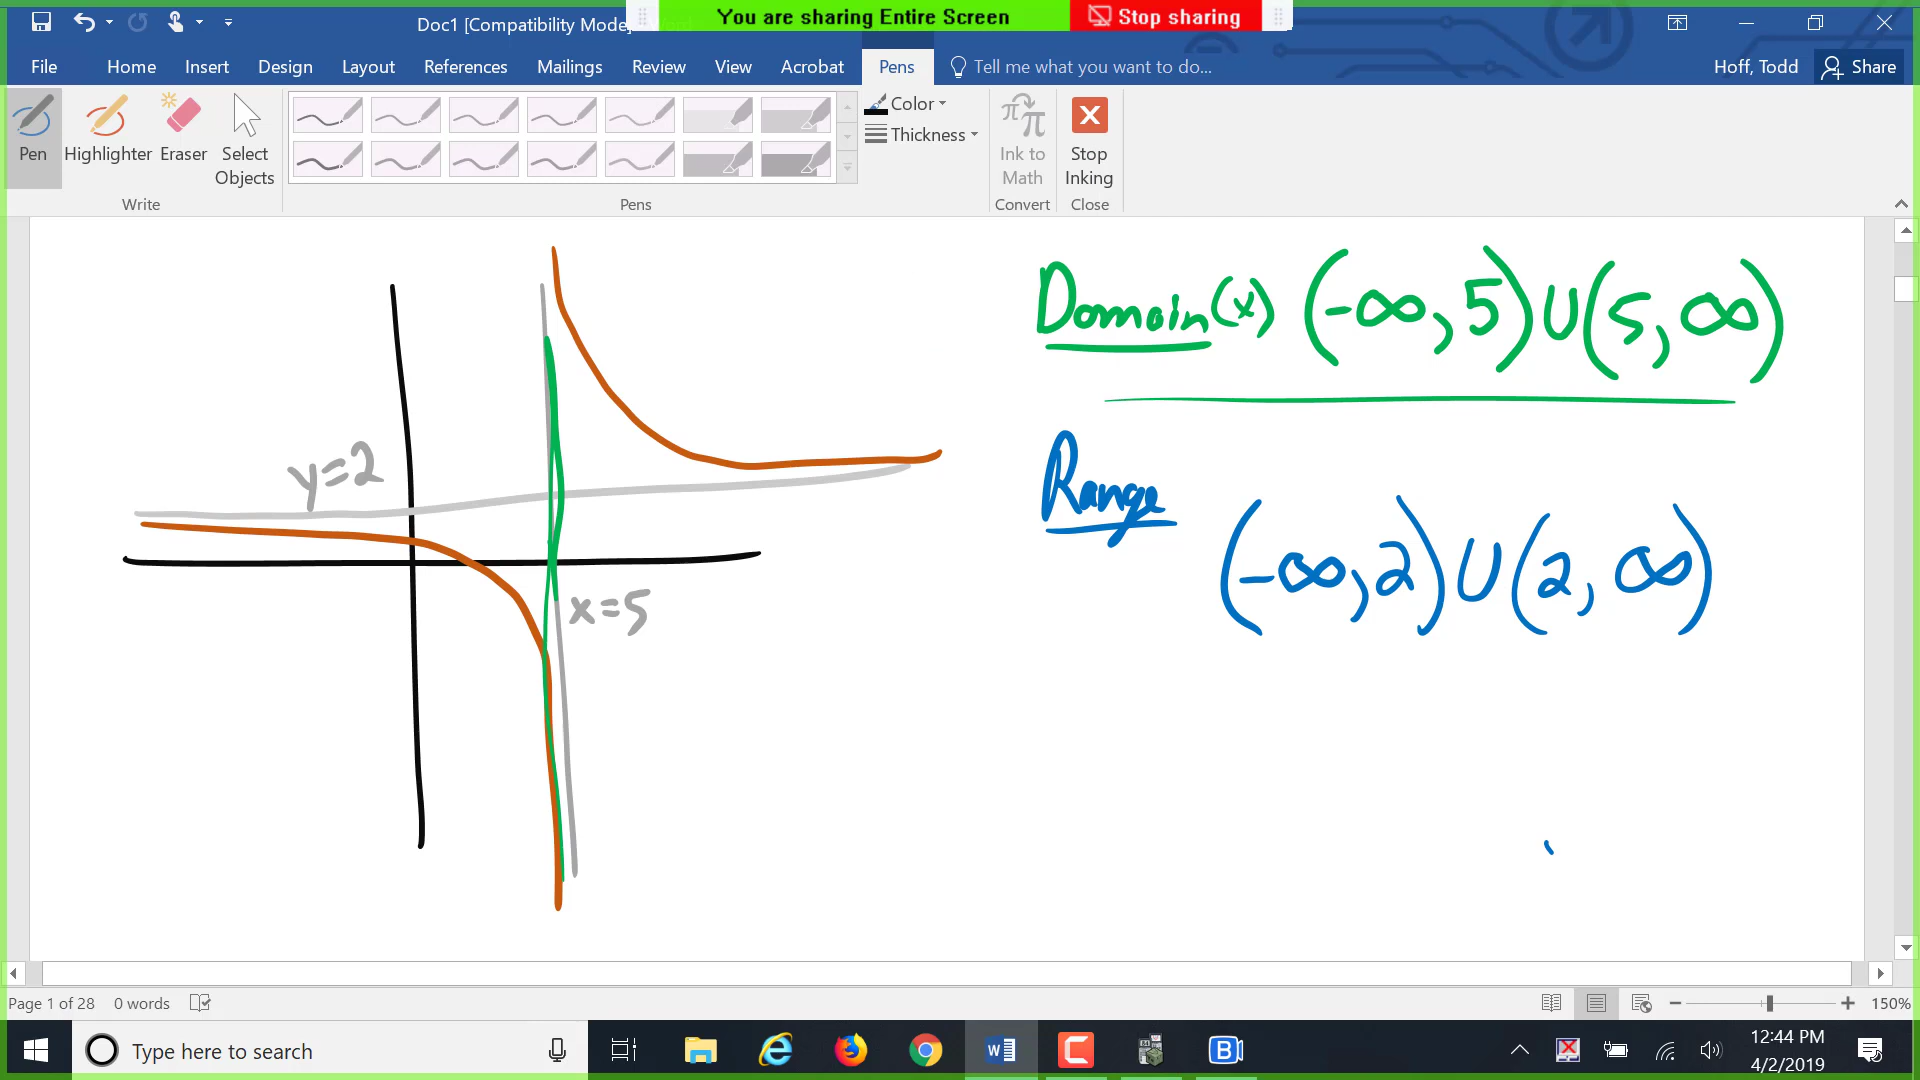 You are sharing Entire Screen
Stop sharing
Doc1 [Compatibility Mode]
File Home Insert Design Layout References Mailings Review View Acrobat Pens Tell me what you want to do... Hoff, Todd Share
Pen Highlighter Eraser Select Objects
Color
Thickness
Ink to Math
Stop Inking
Write Pens Convert Close
Domain (x) (-∞, 5) U (5, ∞)
y=2
Range
(-∞, 2) U (2, ∞)
x=5
Page 1 of 28 0 words 150%
Type here to search
12:44 PM
4/2/2019